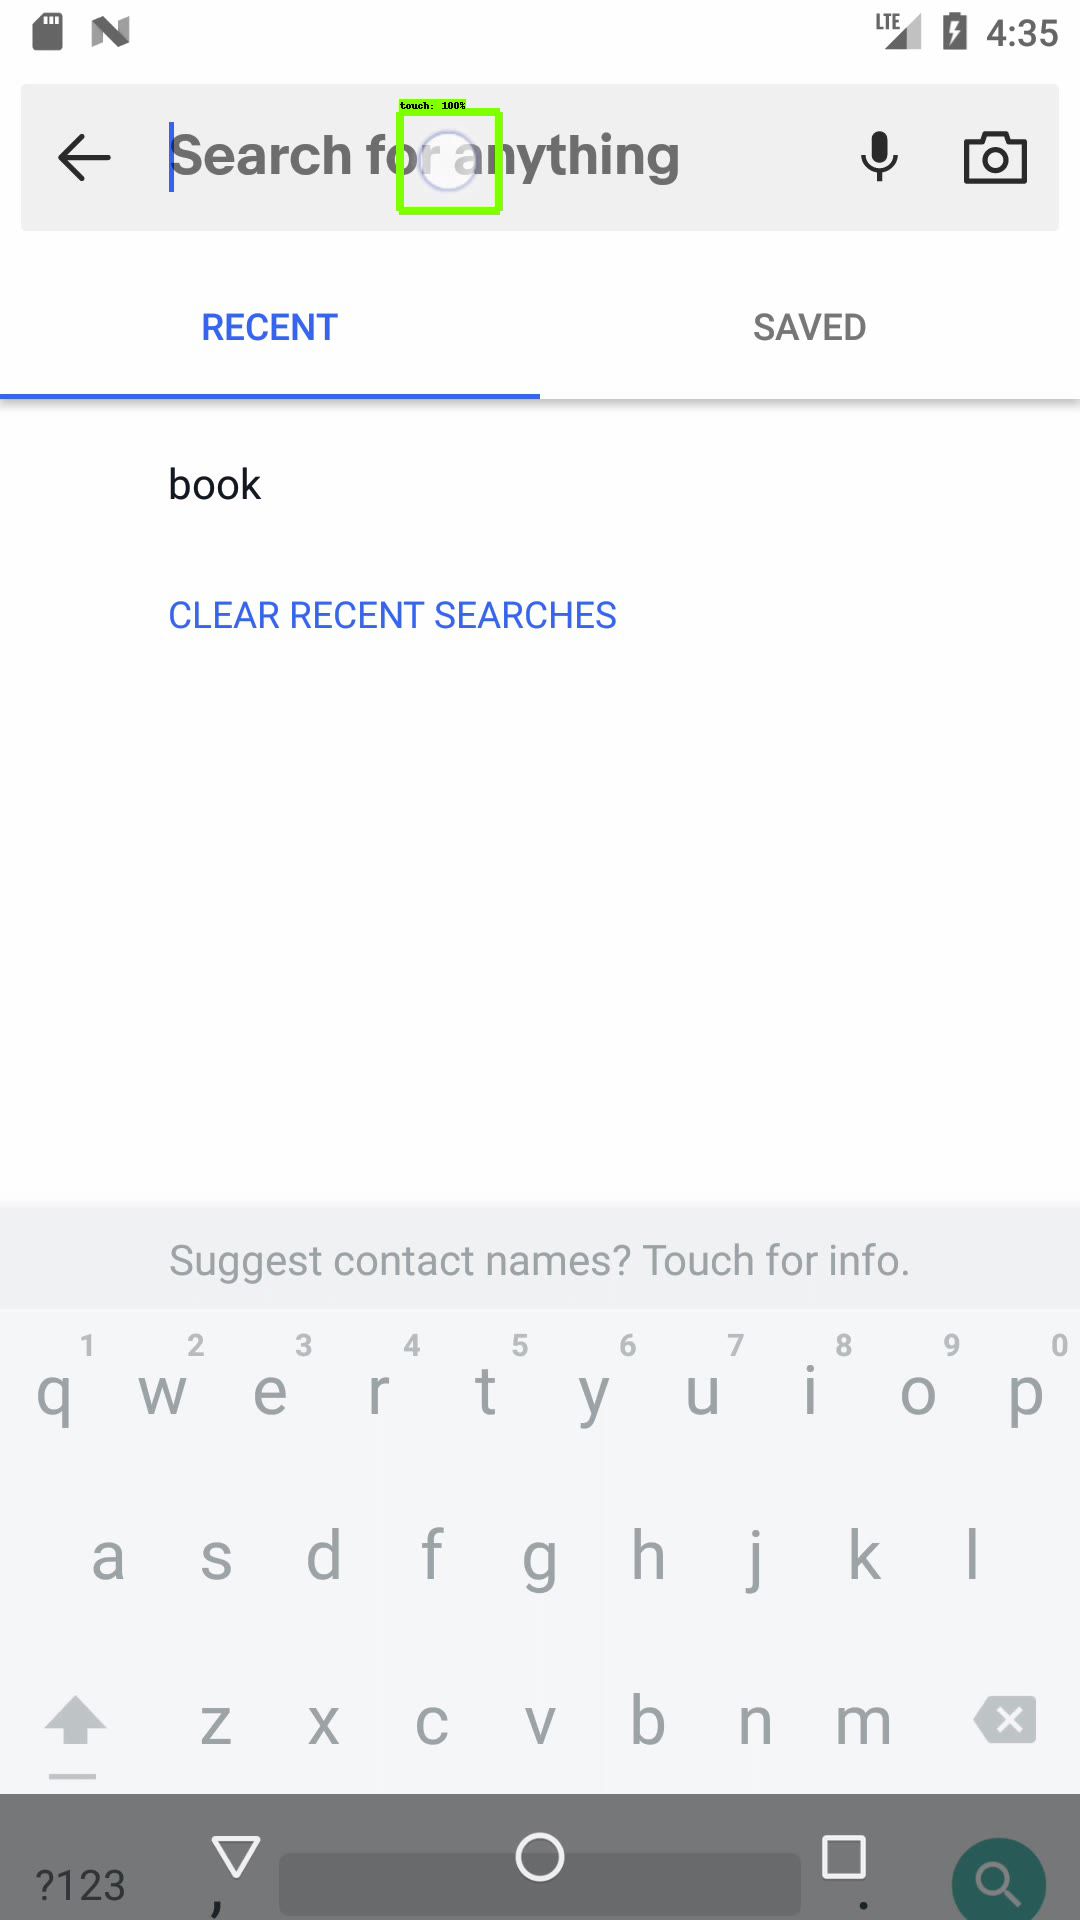 LTE 4:35
touch: 100%
Search for anything
RECENT SAVED
book
CLEAR RECENT SEARCHES
Suggest contact names? Touch for info.
1 2 3 4 5 6 7 8 9 0
q w e r t y u i o p
a s d f g h j k l
z x c v b n m
?123 , .